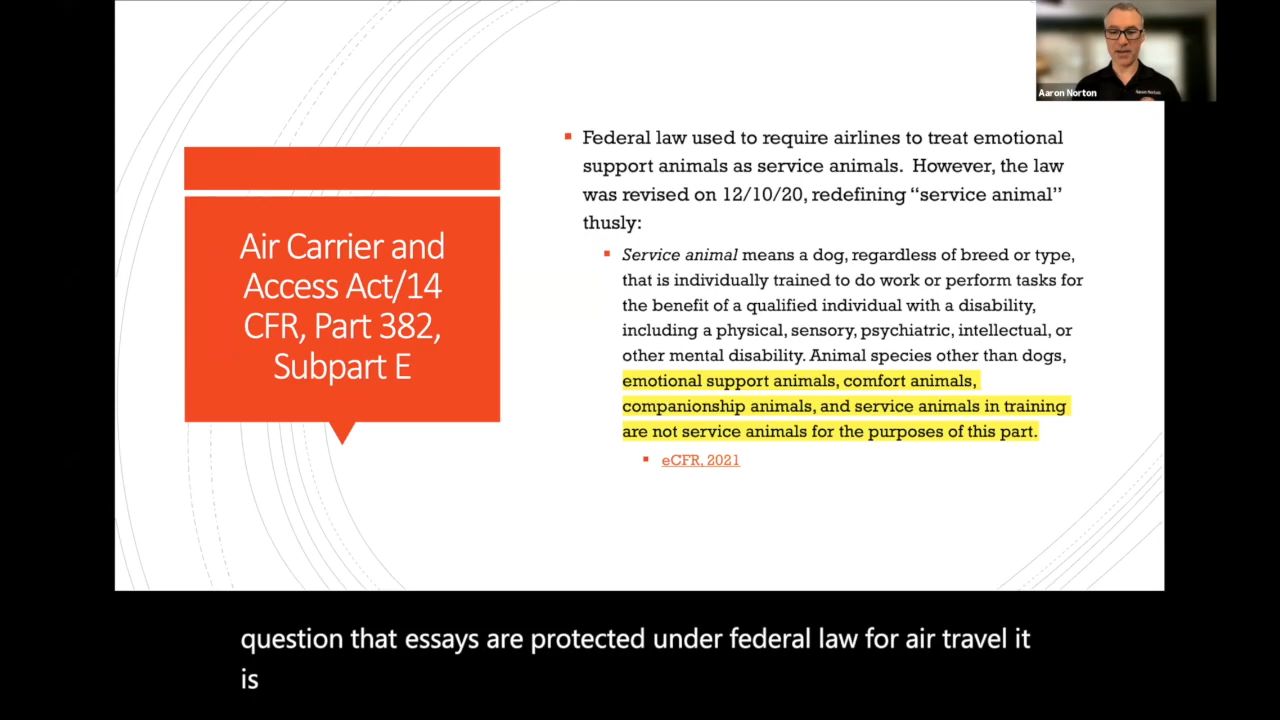 Aaron Norton
Air Carrier and
Access Act/14
CFR, Part 382,
Subpart E
Federal law used to require airlines to treat emotional
support animals as service animals.  However, the law
was revised on 12/10/20, redefining “service animal”
thusly:
Service animal means a dog, regardless of breed or type,
that is individually trained to do work or perform tasks for
the benefit of a qualified individual with a disability,
including a physical, sensory, psychiatric, intellectual, or
other mental disability. Animal species other than dogs,
emotional support animals, comfort animals,
companionship animals, and service animals in training
are not service animals for the purposes of this part.
eCFR, 2021
question that essays are protected under federal law for air travel it
is